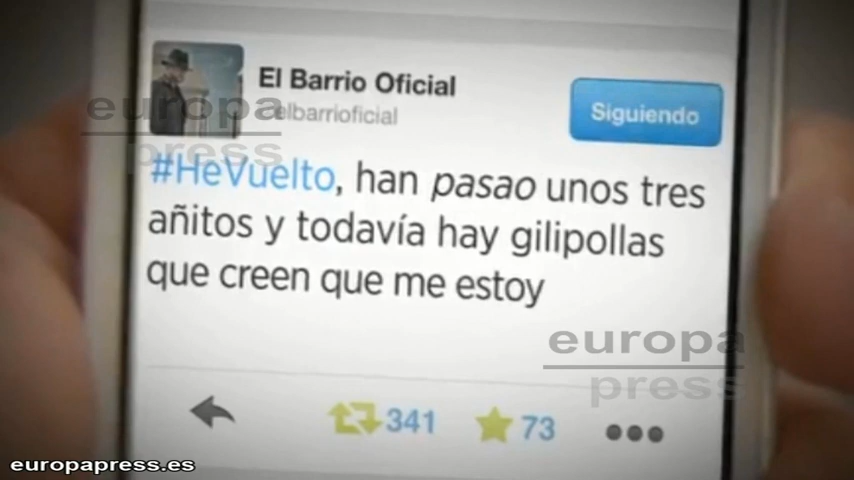 El Barrio Oficial
@elbarrioficial
Siguiendo
#HeVuelto, han pasao unos tres
añitos y todavía hay gilipollas
que creen que me estoy
341
73
europa
press
europa
press
europapress.es